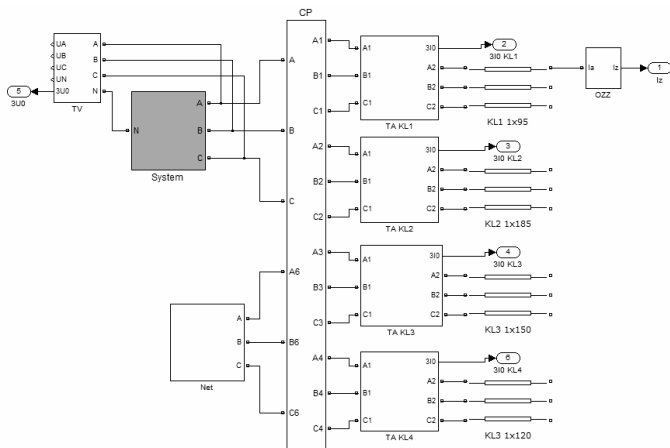 CP
UA
UB
UC
UN
3U0
A
B
C
N
TV
5
3U0
N
A
B
C
System
A
B
C
A6
B6
C6
A
B
C
Net
A1
B1
C1
A2
B2
C2
A3
B3
C3
A4
B4
C4
A1
B1
C1
3I0
A2
B2
C2
TA KL1
2
3I0 KL1
KL1 1x95
Ia
Iz
OZZ
1
Iz
A1
B1
C1
3I0
A2
B2
C2
TA KL2
3
3I0 KL2
KL2 1x185
A1
B1
C1
3I0
A2
B2
C2
TA KL3
4
3I0 KL3
KL3 1x150
A1
B1
C1
3I0
A2
B2
C2
TA KL4
6
3I0 KL4
KL3 1x120